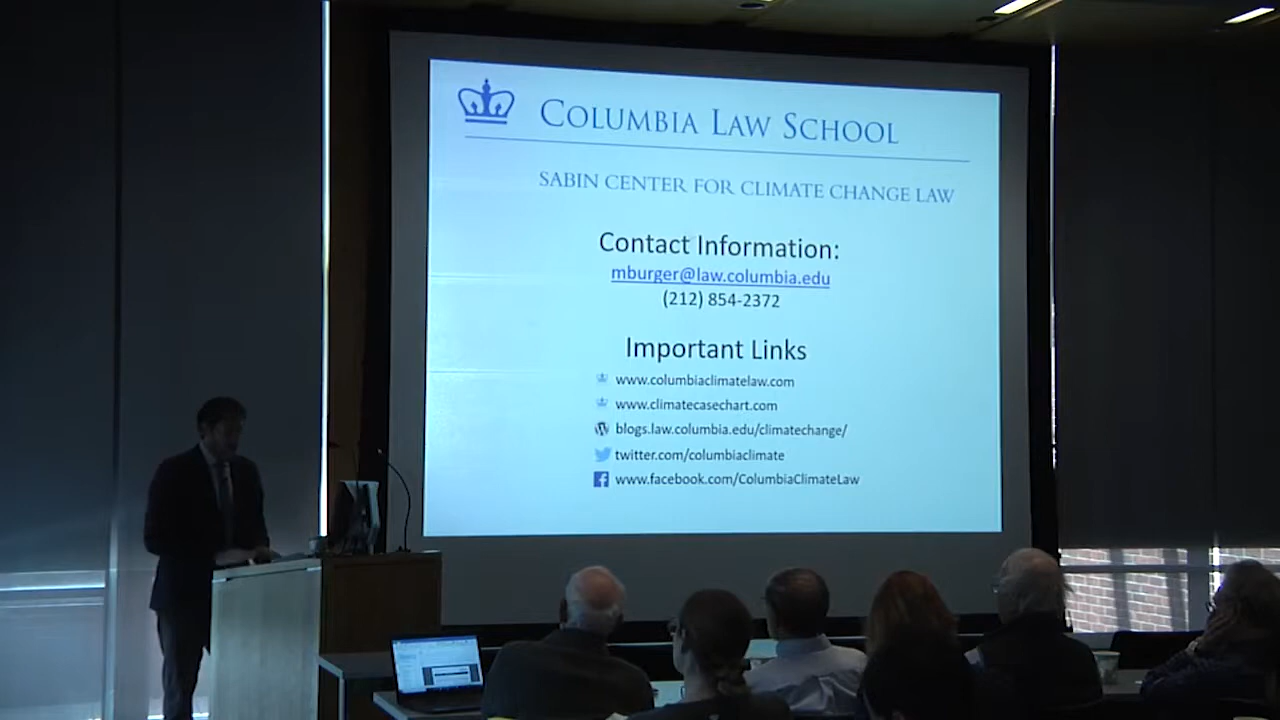 COLUMBIA LAW SCHOOL
SABIN CENTER FOR CLIMATE CHANGE LAW
Contact Information:
mburger@law.columbia.edu
(212) 854-2372
Important Links
www.columbiaclimatelaw.com
www.climatecasechart.com
blogs.law.columbia.edu/climatechange/
twitter.com/columbiaclimate
www.facebook.com/ColumbiaClimateLaw